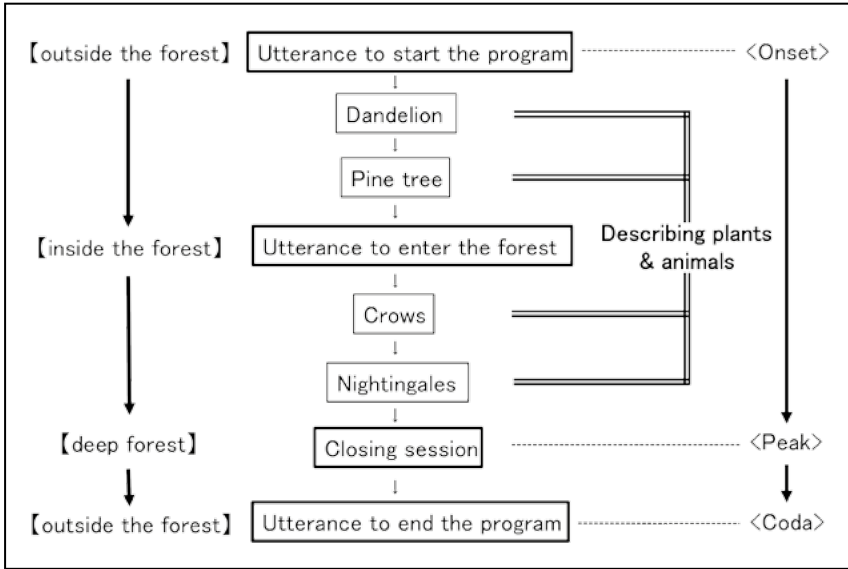 【outside the forest】 Utterance to start the program <Onset>
Dandelion
Pine tree
【inside the forest】 Utterance to enter the forest
Describing plants
& animals
Crows
Nightingales
【deep forest】 Closing session <Peak>
【outside the forest】 Utterance to end the program <Coda>